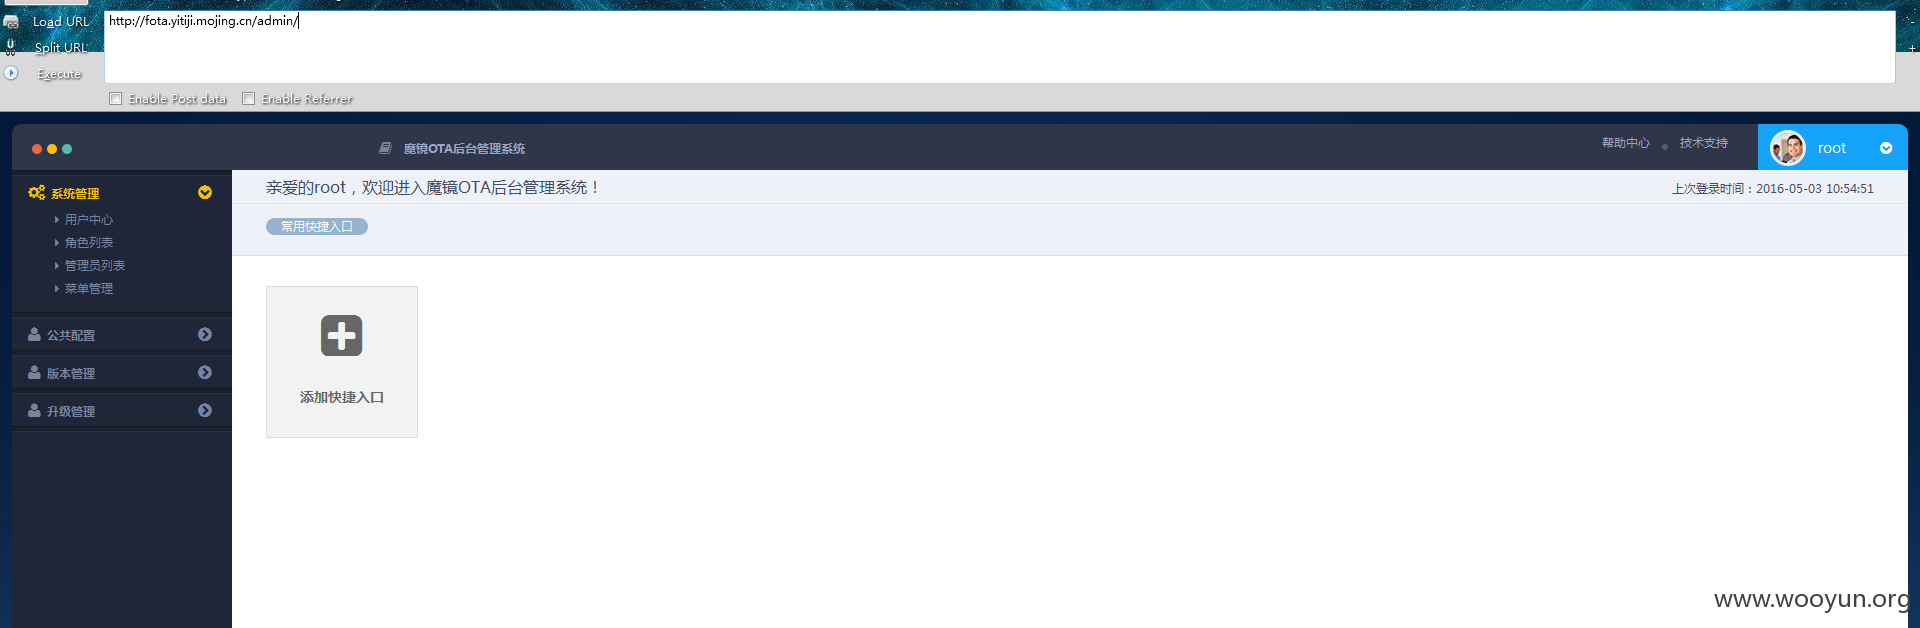 Load URL
http://fota.yitiji.mojing.cn/admin/
Split URL
Execute
Enable Post data
Enable Referrer
魔镜OTA后台管理系统
帮助中心
技术支持
root
系统管理
用户中心
角色列表
管理员列表
菜单管理
公共配置
版本管理
升级管理
亲爱的root，欢迎进入魔镜OTA后台管理系统！
上次登录时间：2016-05-03 10:54:51
常用快捷入口
添加快捷入口
www.wooyun.org